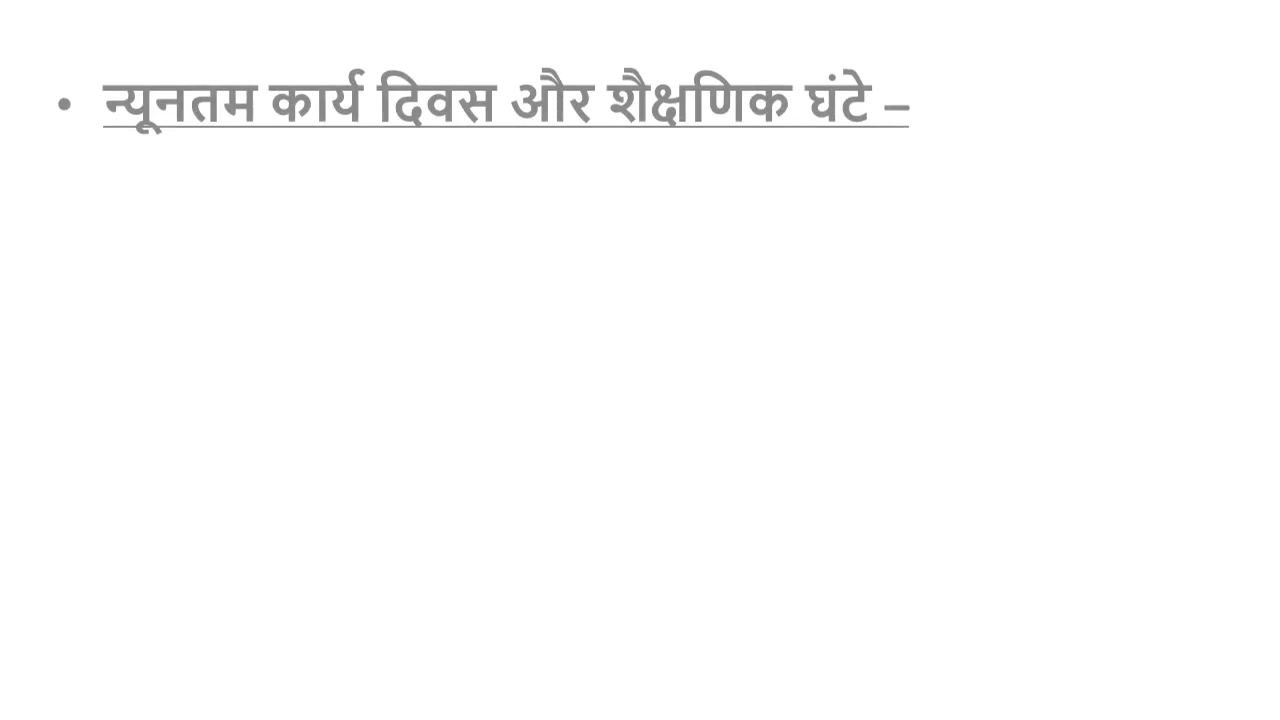 • न्यूनतम कार्य दिवस और शैक्षणिक घंटे –